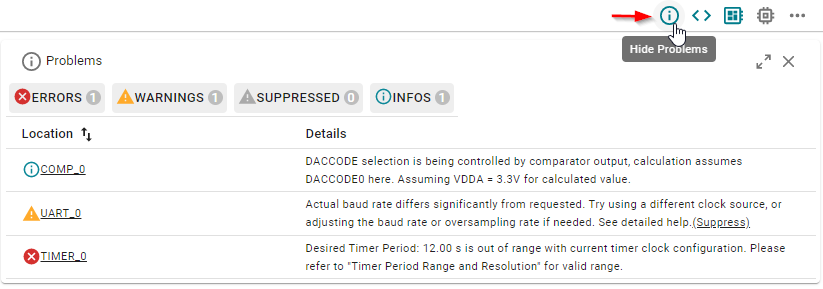 Hide Problems
Problems
ERRORS 1 WARNINGS 1 SUPPRESSED 0 INFOS 1
Location Details
COMP_0 DACCODE selection is being controlled by comparator output, calculation assumes
DACCODE0 here. Assuming VDDA = 3.3V for calculated value.
UART_0 Actual baud rate differs significantly from requested. Try using a different clock source, or
adjusting the baud rate or oversampling rate if needed. See detailed help.(Suppress)
TIMER_0 Desired Timer Period: 12.00 s is out of range with current timer clock configuration. Please
refer to "Timer Period Range and Resolution" for valid range.